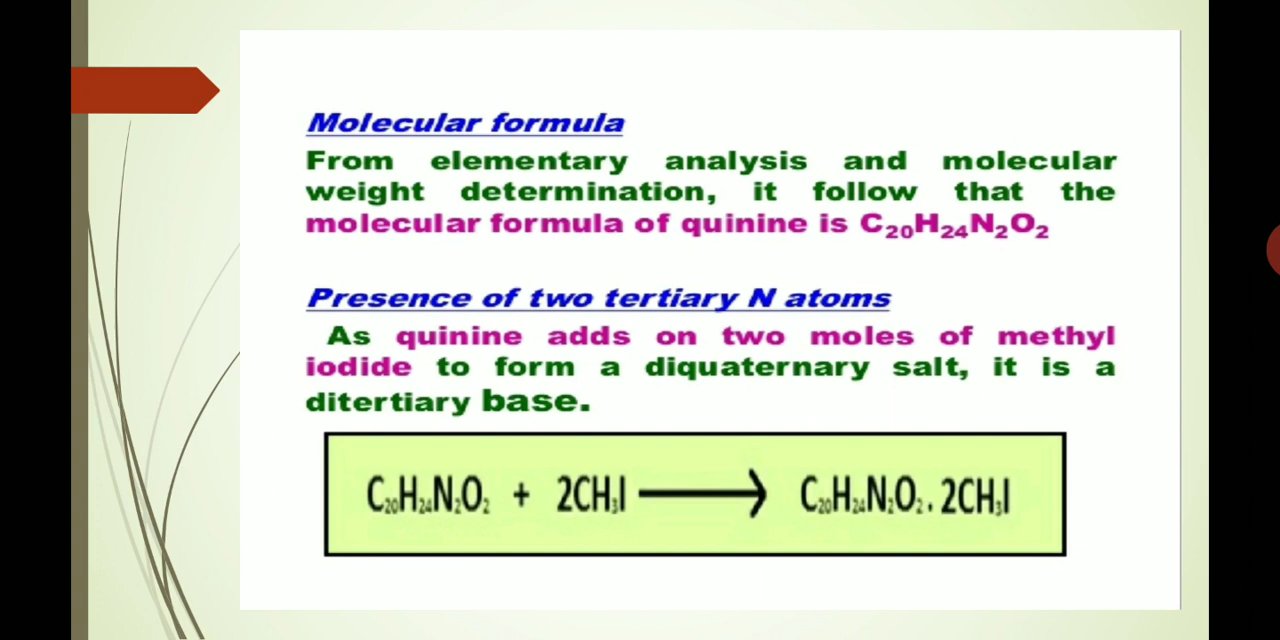 Molecular formula
From elementary analysis and molecular
weight determination, it follow that the
molecular formula of quinine is C₂₀H₂₄N₂O₂
Presence of two tertiary N atoms
As quinine adds on two moles of methyl
iodide to form a diquaternary salt, it is a
ditertiary base.
C₂₀H₂₄N₂O₂ + 2CH₃I ⟶ C₂₀H₂₄N₂O₂ . 2CH₃I